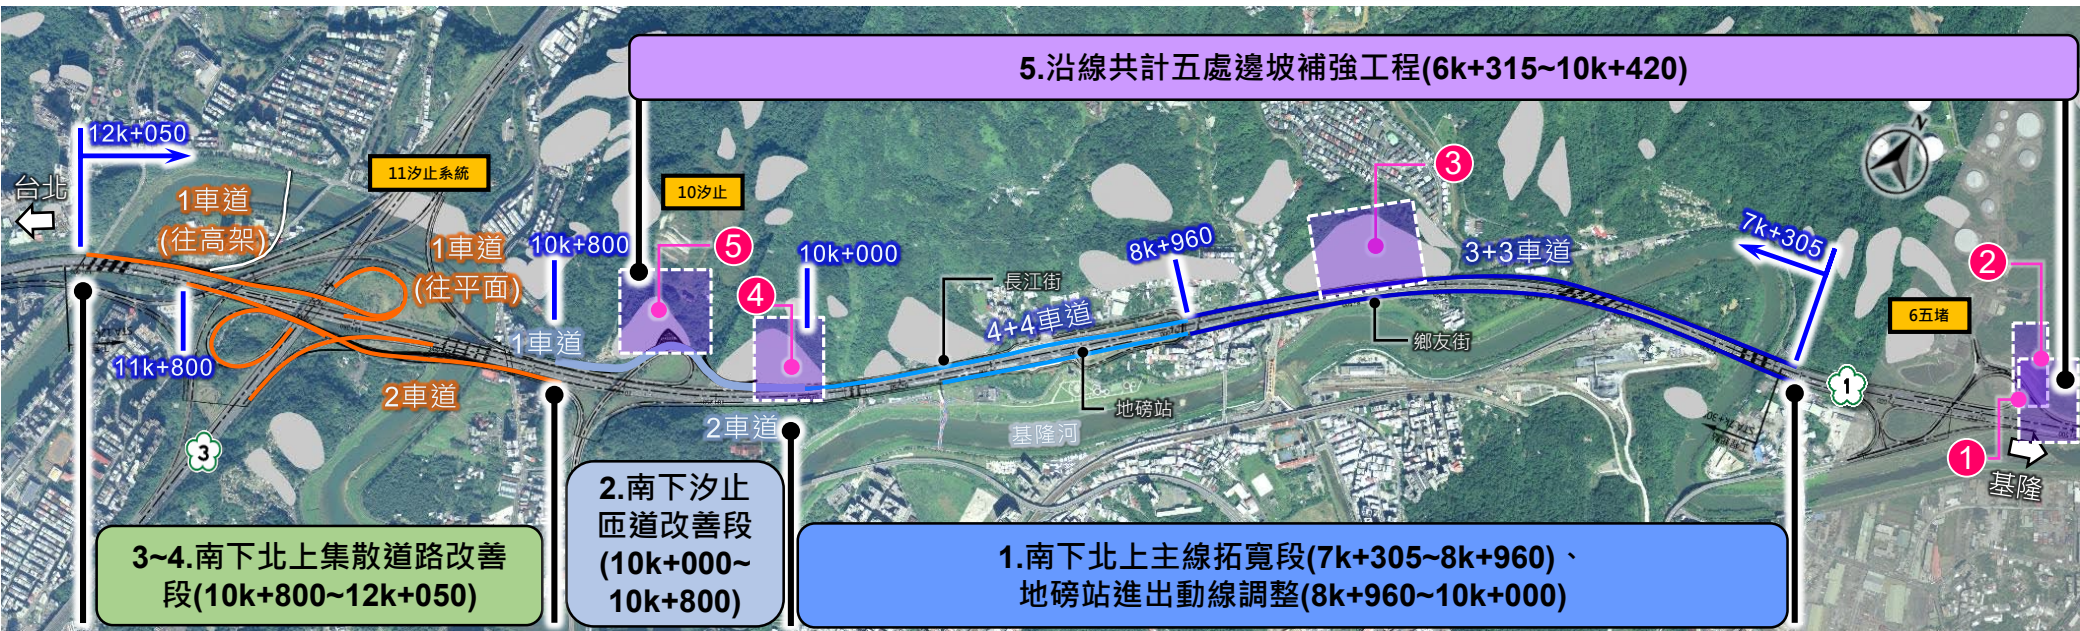 5.沿線共計五處邊坡補強工程(6k+315~10k+420)
N
12k+050
台北
11汐止系統
1車道
(往高架)
1車道
(往平面)
10k+800
10汐止
5
4
10k+000
長江街
4+4車道
8k+960
3
3+3車道
7k+305
2
6五堵
11k+800
1車道
2車道
鄉友街
地磅站
2車道
基隆河
3
1
1
基隆
3~4.南下北上集散道路改善
段(10k+800~12k+050)
2.南下汐止
匝道改善段
(10k+000~
10k+800)
1.南下北上主線拓寬段(7k+305~8k+960)、
地磅站進出動線調整(8k+960~10k+000)